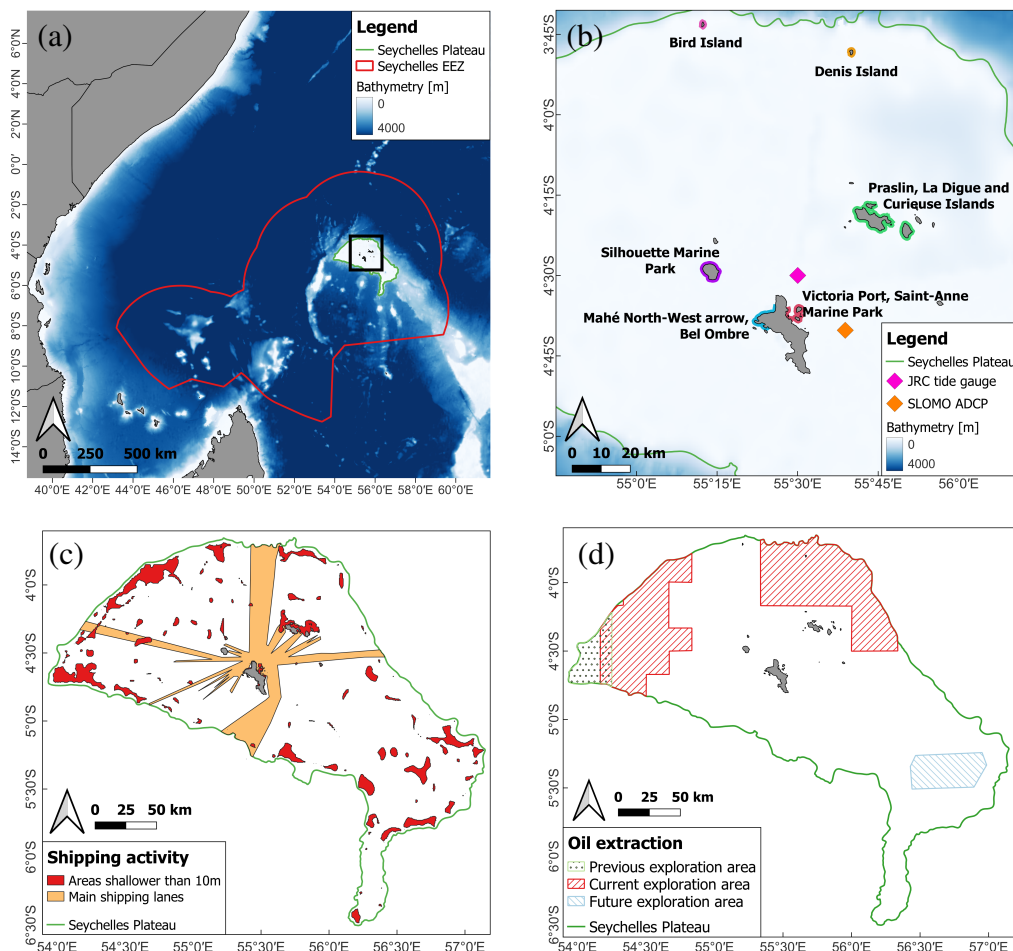 (a)
Legend
Seychelles Plateau
Seychelles EEZ
Bathymetry [m]
0
4000
6°0'N
4°0'N
2°0'N
0°0'
2°0'S
4°0'S
6°0'S
8°0'S
10°0'S
12°0'S
14°0'S
0 250 500 km
40°0'E 42°0'E 44°0'E 46°0'E 48°0'E 50°0'E 52°0'E 54°0'E 56°0'E 58°0'E 60°0'E
(b)
Bird Island
Denis Island
Praslin, La Digue and
Curieuse Islands
Silhouette Marine
Park
Victoria Port, Saint-Anne
Marine Park
Mahé North-West arrow,
Bel Ombre
Legend
Seychelles Plateau
JRC tide gauge
SLOMO ADCP
Bathymetry [m]
0
4000
3°45'S
4°0'S
4°15'S
4°30'S
4°45'S
5°0'S
0 10 20 km
55°0'E 55°15'E 55°30'E 55°45'E 56°0'E
(c)
4°0'S
4°30'S
5°0'S
5°30'S
6°0'S
6°30'S
0 25 50 km
Shipping activity
Areas shallower than 10m
Main shipping lanes
Seychelles Plateau
54°0'E 54°30'E 55°0'E 55°30'E 56°0'E 56°30'E 57°0'E
(d)
4°0'S
4°30'S
5°0'S
5°30'S
6°0'S
6°30'S
0 25 50 km
Oil extraction
Previous exploration area
Current exploration area
Future exploration area
Seychelles Plateau
54°0'E 54°30'E 55°0'E 55°30'E 56°0'E 56°30'E 57°0'E